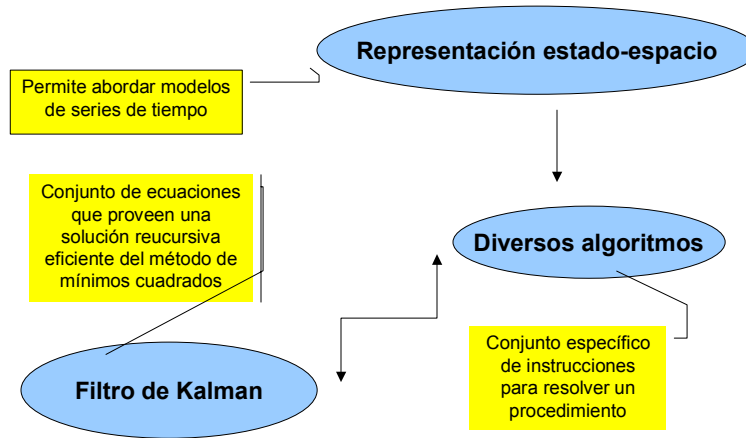 Representación estado-espacio
Permite abordar modelos
de series de tiempo
Conjunto de ecuaciones
que proveen una
solución reucursiva
eficiente del método de
mínimos cuadrados
Diversos algoritmos
Conjunto específico
de instrucciones
para resolver un
procedimiento
Filtro de Kalman